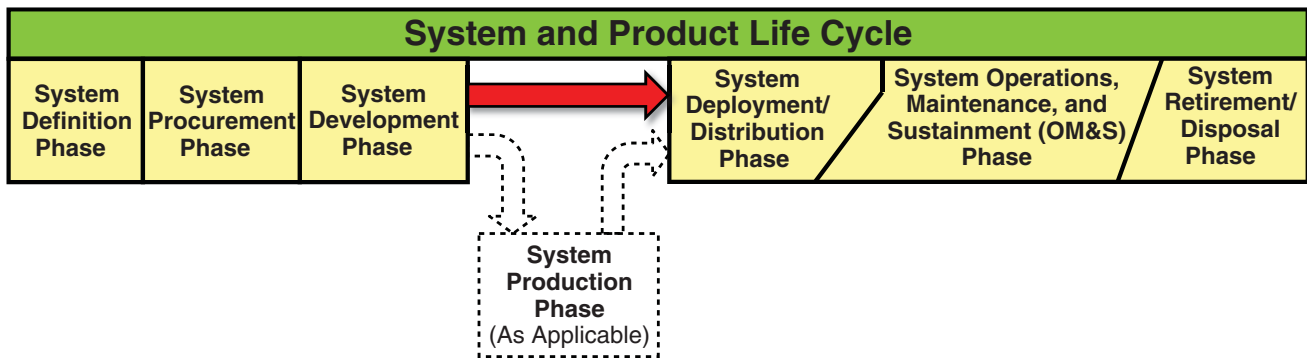 System and Product Life Cycle
System
Definition
Phase
System
Procurement
Phase
System
Development
Phase
System
Deployment/
Distribution
Phase
System Operations,
Maintenance, and
Sustainment (OM&S)
Phase
System
Retirement/
Disposal
Phase
System
Production
Phase
(As Applicable)